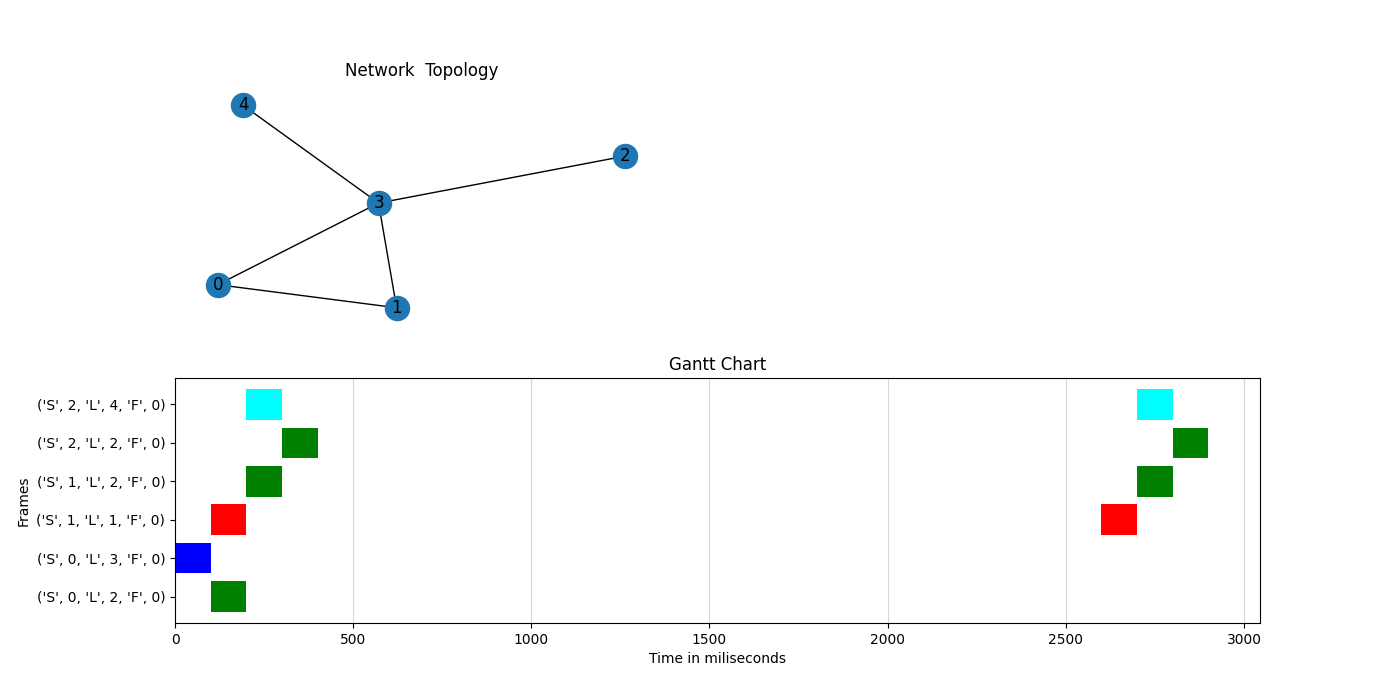 Network  Topology
4
2
3
0
1
Gantt Chart
Frames
('S', 2, 'L', 4, 'F', 0)
('S', 2, 'L', 2, 'F', 0)
('S', 1, 'L', 2, 'F', 0)
('S', 1, 'L', 1, 'F', 0)
('S', 0, 'L', 3, 'F', 0)
('S', 0, 'L', 2, 'F', 0)
0 500 1000 1500 2000 2500 3000
Time in miliseconds